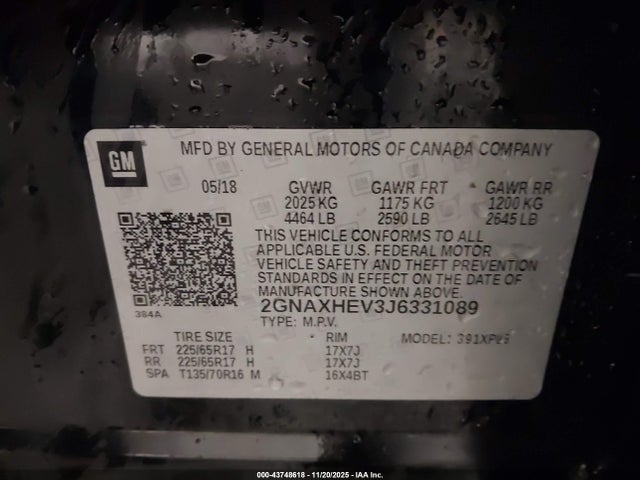 GM
MFD BY GENERAL MOTORS OF CANADA COMPANY
05/18 GVWR GAWR FRT GAWR RR
2025 KG 1175 KG 1200 KG
4464 LB 2590 LB 2645 LB
THIS VEHICLE CONFORMS TO ALL
APPLICABLE U.S. FEDERAL MOTOR
VEHICLE SAFETY AND THEFT PREVENTION
STANDARDS IN EFFECT ON THE DATE OF
MANUFACTURE SHOWN ABOVE.
384A
2GNAXHEV3J6331089
TYPE: M.P.V.
TIRE SIZE RIM MODEL:
FRT 225/65R17 H 17X7J
RR 225/65R17 H 17X7J
SPA T135/70R16 M 16X4BT
000-43748618 - 11/20/2025 - IAA Inc.